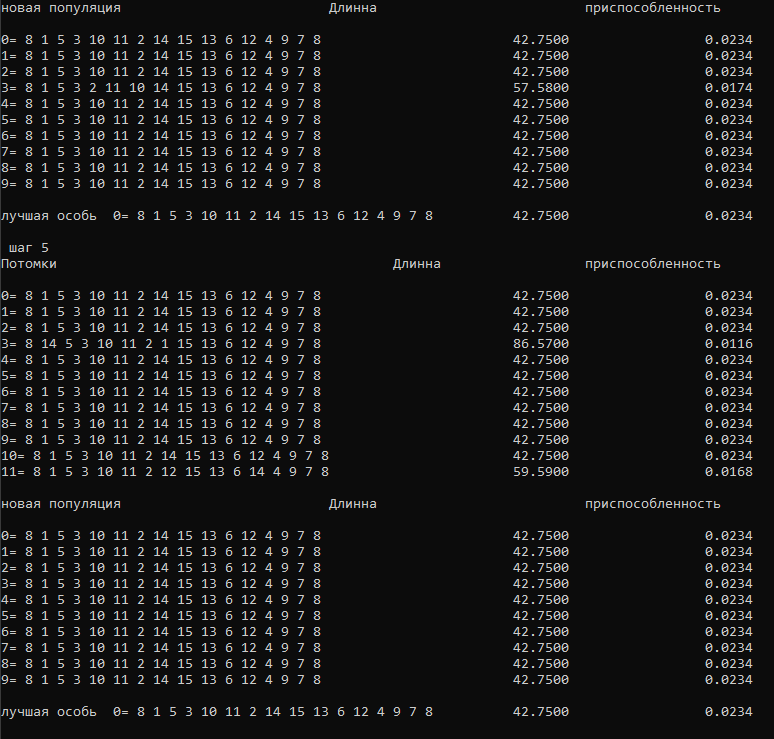 новая популяция Длинна приспособленность
0= 8 1 5 3 10 11 2 14 15 13 6 12 4 9 7 8 42.7500 0.0234
1= 8 1 5 3 10 11 2 14 15 13 6 12 4 9 7 8 42.7500 0.0234
2= 8 1 5 3 10 11 2 14 15 13 6 12 4 9 7 8 42.7500 0.0234
3= 8 1 5 3 2 11 10 14 15 13 6 12 4 9 7 8 57.5800 0.0174
4= 8 1 5 3 10 11 2 14 15 13 6 12 4 9 7 8 42.7500 0.0234
5= 8 1 5 3 10 11 2 14 15 13 6 12 4 9 7 8 42.7500 0.0234
6= 8 1 5 3 10 11 2 14 15 13 6 12 4 9 7 8 42.7500 0.0234
7= 8 1 5 3 10 11 2 14 15 13 6 12 4 9 7 8 42.7500 0.0234
8= 8 1 5 3 10 11 2 14 15 13 6 12 4 9 7 8 42.7500 0.0234
9= 8 1 5 3 10 11 2 14 15 13 6 12 4 9 7 8 42.7500 0.0234
лучшая особь 0= 8 1 5 3 10 11 2 14 15 13 6 12 4 9 7 8 42.7500 0.0234
шаг 5
Потомки Длинна приспособленность
0= 8 1 5 3 10 11 2 14 15 13 6 12 4 9 7 8 42.7500 0.0234
1= 8 1 5 3 10 11 2 14 15 13 6 12 4 9 7 8 42.7500 0.0234
2= 8 1 5 3 10 11 2 14 15 13 6 12 4 9 7 8 42.7500 0.0234
3= 8 14 5 3 10 11 2 1 15 13 6 12 4 9 7 8 86.5700 0.0116
4= 8 1 5 3 10 11 2 14 15 13 6 12 4 9 7 8 42.7500 0.0234
5= 8 1 5 3 10 11 2 14 15 13 6 12 4 9 7 8 42.7500 0.0234
6= 8 1 5 3 10 11 2 14 15 13 6 12 4 9 7 8 42.7500 0.0234
7= 8 1 5 3 10 11 2 14 15 13 6 12 4 9 7 8 42.7500 0.0234
8= 8 1 5 3 10 11 2 14 15 13 6 12 4 9 7 8 42.7500 0.0234
9= 8 1 5 3 10 11 2 14 15 13 6 12 4 9 7 8 42.7500 0.0234
10= 8 1 5 3 10 11 2 14 15 13 6 12 4 9 7 8 42.7500 0.0234
11= 8 1 5 3 10 11 2 12 15 13 6 14 4 9 7 8 59.5900 0.0168
новая популяция Длинна приспособленность
0= 8 1 5 3 10 11 2 14 15 13 6 12 4 9 7 8 42.7500 0.0234
1= 8 1 5 3 10 11 2 14 15 13 6 12 4 9 7 8 42.7500 0.0234
2= 8 1 5 3 10 11 2 14 15 13 6 12 4 9 7 8 42.7500 0.0234
3= 8 1 5 3 10 11 2 14 15 13 6 12 4 9 7 8 42.7500 0.0234
4= 8 1 5 3 10 11 2 14 15 13 6 12 4 9 7 8 42.7500 0.0234
5= 8 1 5 3 10 11 2 14 15 13 6 12 4 9 7 8 42.7500 0.0234
6= 8 1 5 3 10 11 2 14 15 13 6 12 4 9 7 8 42.7500 0.0234
7= 8 1 5 3 10 11 2 14 15 13 6 12 4 9 7 8 42.7500 0.0234
8= 8 1 5 3 10 11 2 14 15 13 6 12 4 9 7 8 42.7500 0.0234
9= 8 1 5 3 10 11 2 14 15 13 6 12 4 9 7 8 42.7500 0.0234
лучшая особь 0= 8 1 5 3 10 11 2 14 15 13 6 12 4 9 7 8 42.7500 0.0234